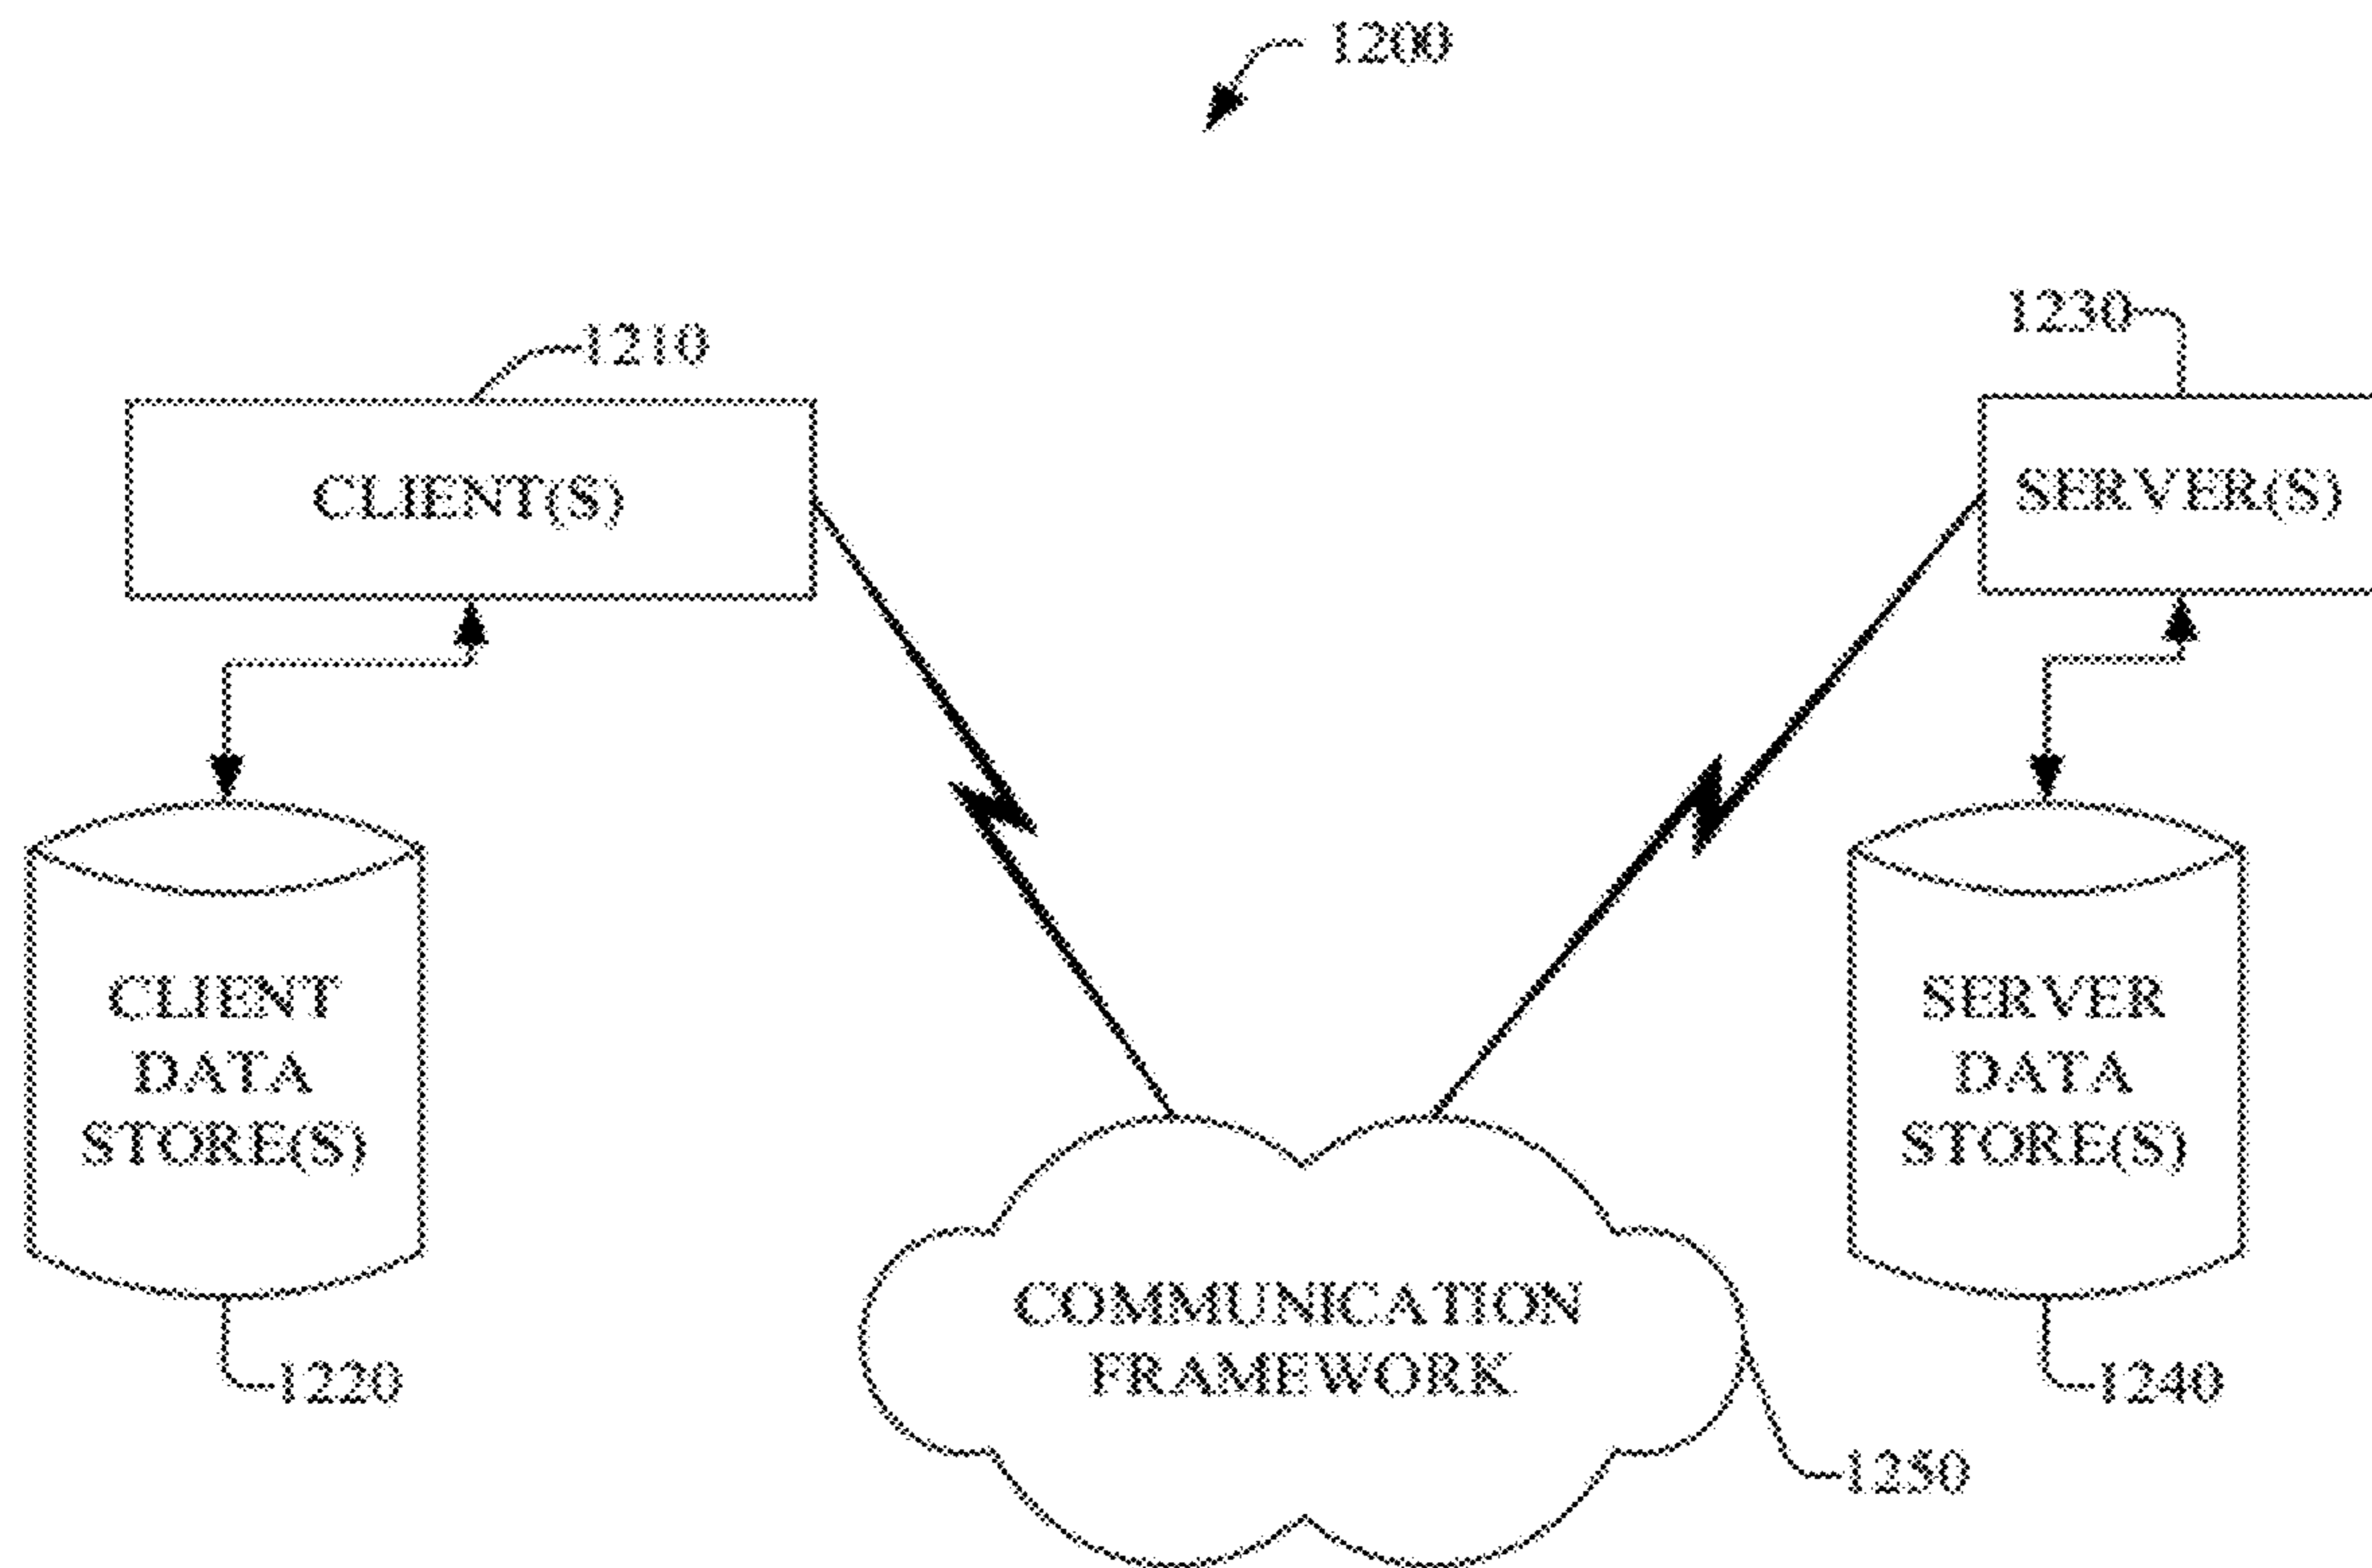 1200
1210
1230
CLIENT(S)
SERVER(S)
CLIENT
DATA
STORE(S)
SERVER
DATA
STORE(S)
COMMUNICATION
FRAMEWORK
1220
1240
1250